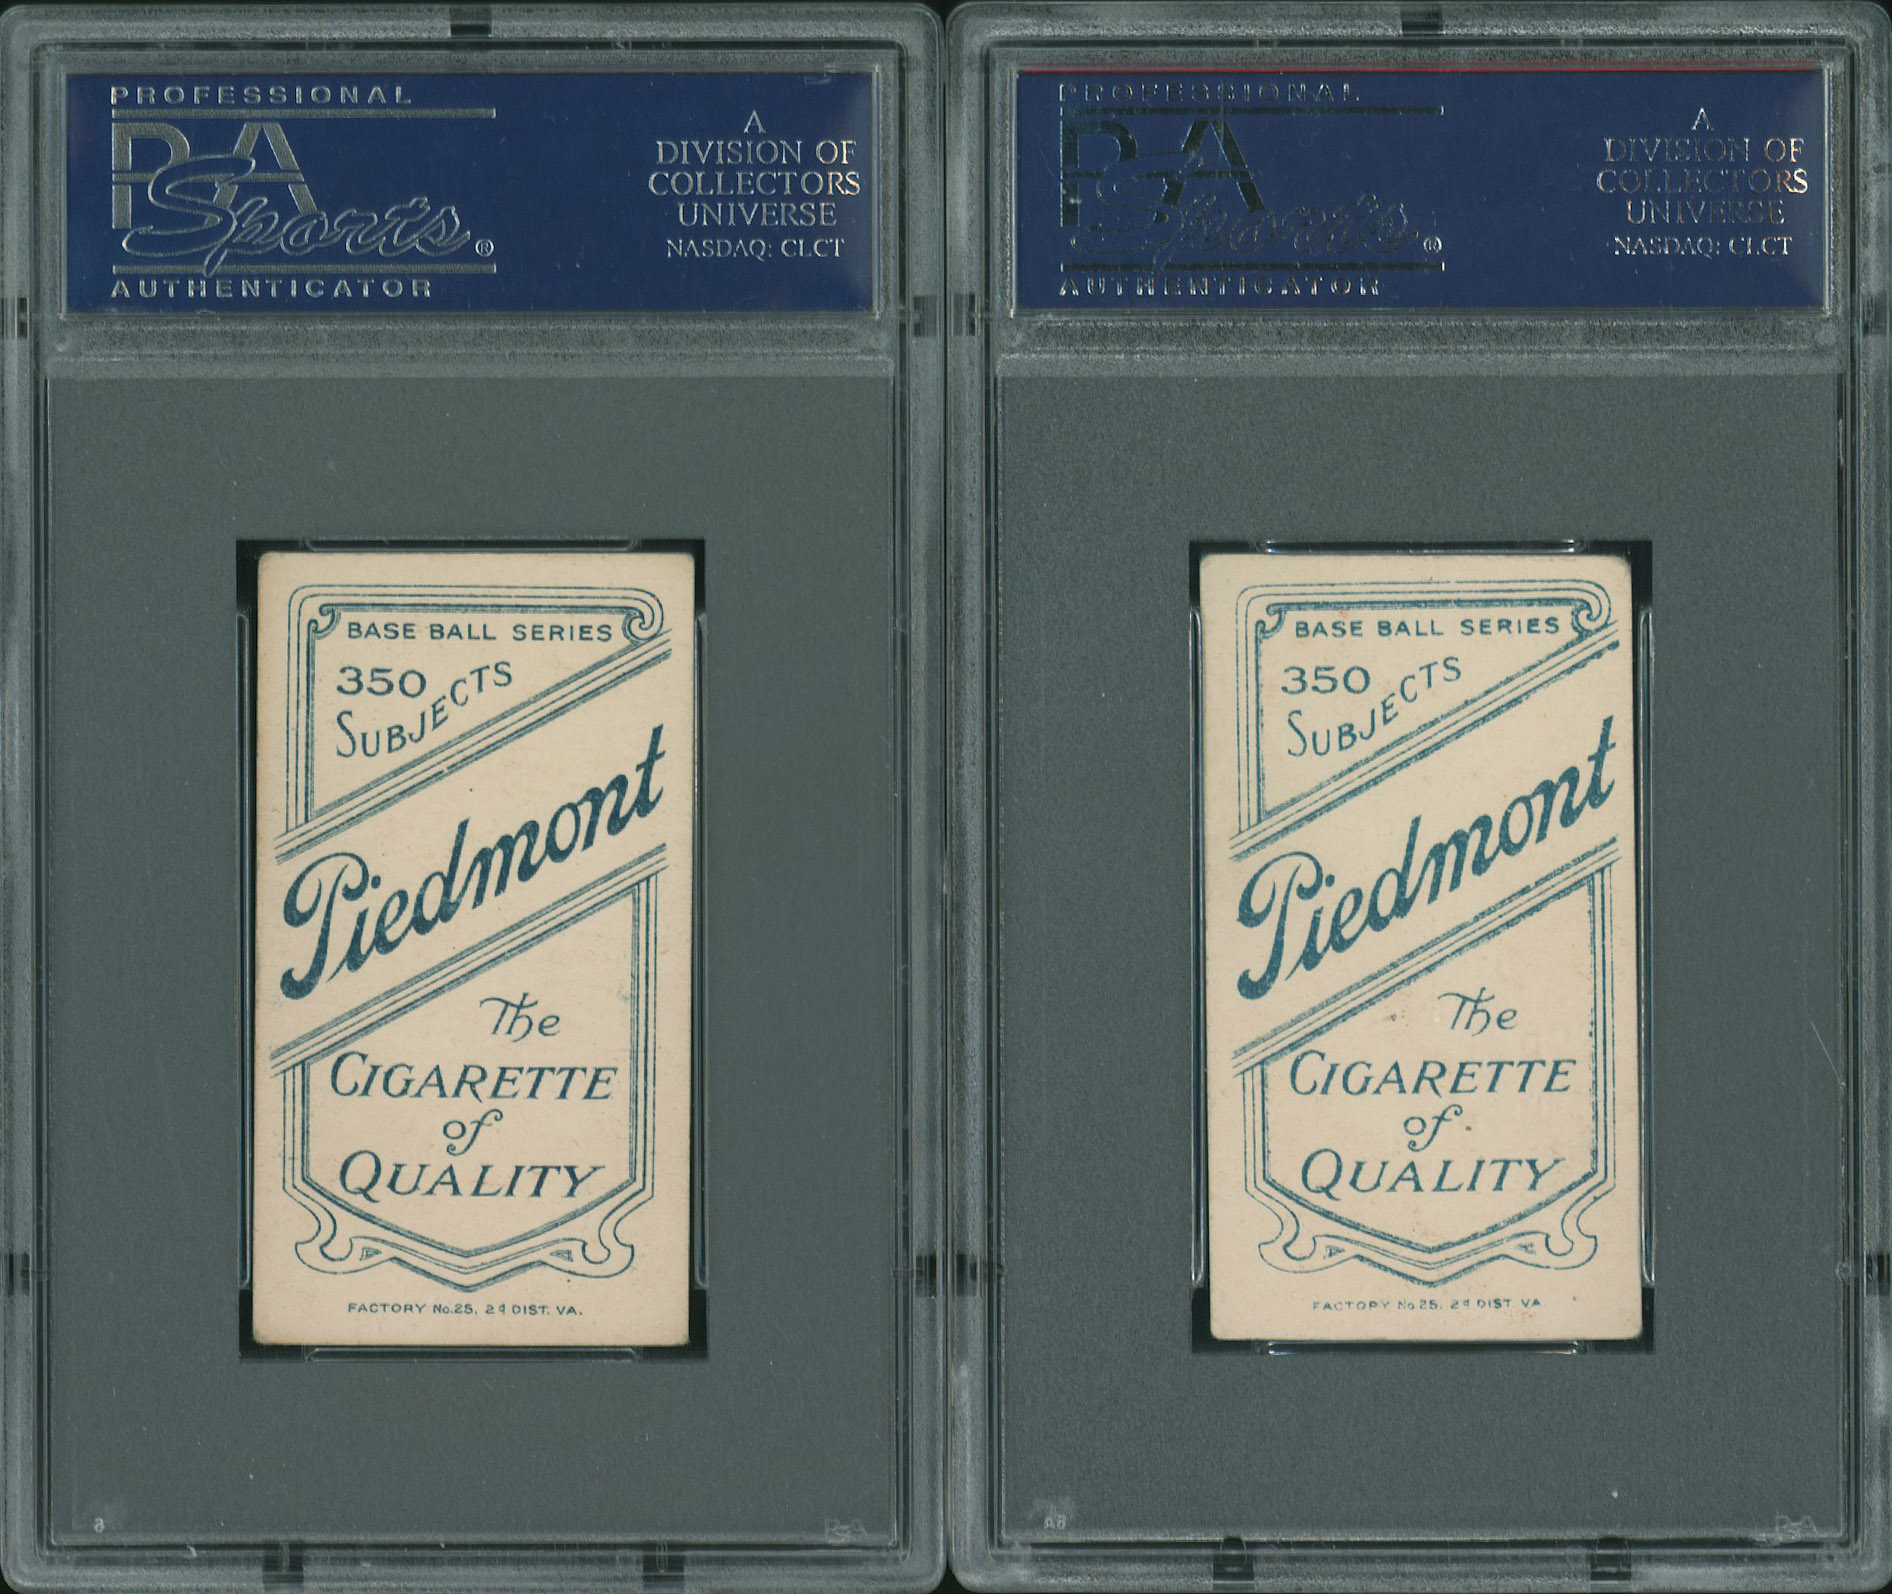 PROFESSIONAL
PSA
Sports®
AUTHENTICATOR
A
DIVISION OF
COLLECTORS
UNIVERSE
NASDAQ: CLCT
BASE BALL SERIES
350
SUBJECTS
Piedmont
The
CIGARETTE
of
QUALITY
FACTORY No. 25, 2d DIST. VA.
PROFESSIONAL
PSA
Sports®
AUTHENTICATOR
A
DIVISION OF
COLLECTORS
UNIVERSE
NASDAQ: CLCT
BASE BALL SERIES
350
SUBJECTS
Piedmont
The
CIGARETTE
of
QUALITY
FACTORY No. 25, 2d DIST. VA